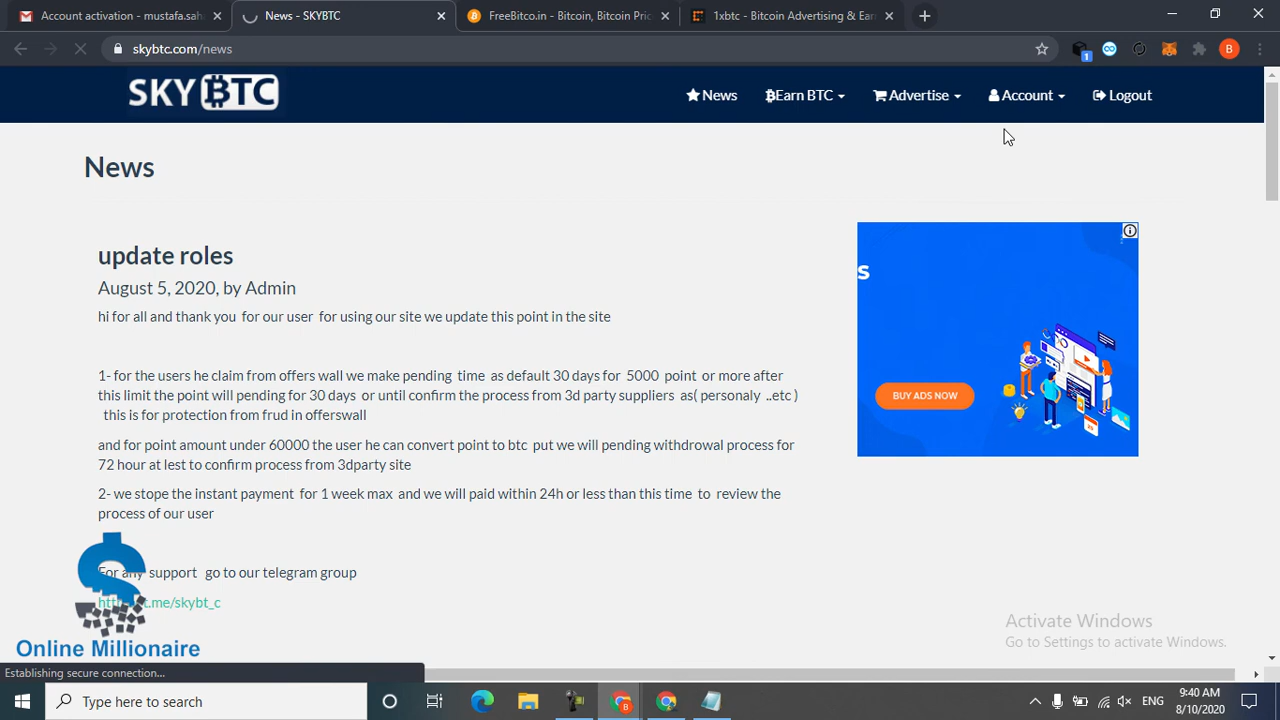 Account activation - mustafa.sah
News - SKYBTC
FreeBitco.in - Bitcoin, Bitcoin Pric
1xbtc - Bitcoin Advertising & Earn
skybtc.com/news
1
B
SKY BTC
News
Earn BTC
Advertise
Account
Logout
News
update roles
August 5, 2020, by Admin
hi for all and thank you for our user for using our site we update this point in the site
1- for the users he claim from offers wall we make pending time as default 30 days for 5000 point or more after
this limit the point will pending for 30 days or until confirm the process from 3d party suppliers as( personaly ..etc )
this is for protection from frud in offerswall
and for point amount under 60000 the user he can convert point to btc put we will pending withdrowal process for
72 hour at lest to confirm process from 3dparty site
2- we stope the instant payment for 1 week max and we will paid within 24h or less than this time to review the
process of our user
For any support go to our telegram group
t.me/skybt_c
S
BUY ADS NOW
Online Millionaire
Activate Windows
Go to Settings to activate Windows.
Establishing secure connection...
Type here to search
B
ENG
9:40 AM
8/10/2020